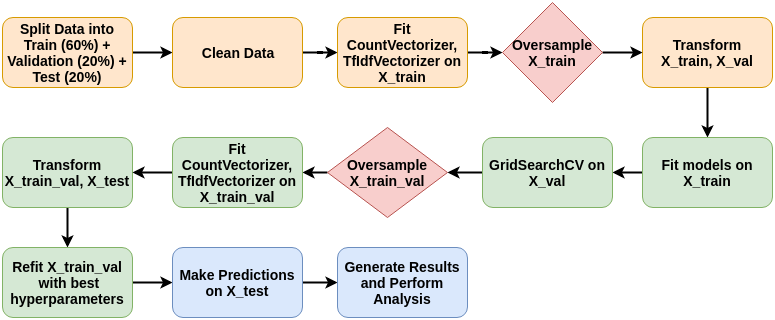 Split Data into
Train (60%) +
Validation (20%) +
Test (20%)
Clean Data
Fit
CountVectorizer,
TfIdfVectorizer on
X_train
Oversample
X_train
Transform
X_train, X_val
Fit models on
X_train
GridSearchCV on
X_val
Oversample
X_train_val
Fit
CountVectorizer,
TfIdfVectorizer on
X_train_val
Transform
X_train_val, X_test
Refit X_train_val
with best
hyperparameters
Make Predictions
on X_test
Generate Results
and Perform
Analysis